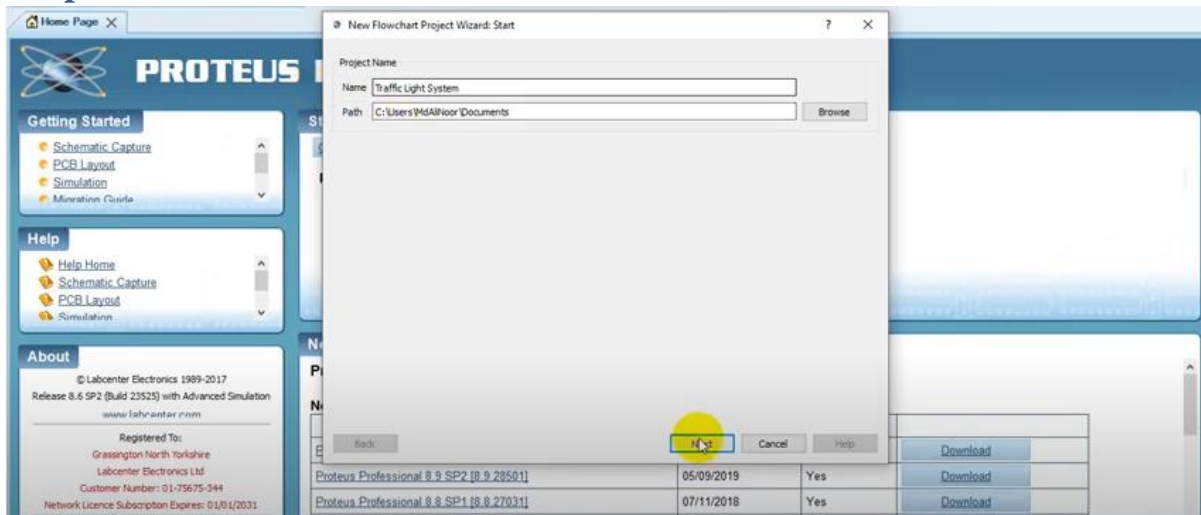 Home Page
PROTEUS
Getting Started
Schematic Capture
PCB Layout
Simulation
Migration Guide
Help
Help Home
Schematic Capture
PCB Layout
Simulation
About
© Labcenter Electronics 1989-2017
Release 8.6 SP2 (Build 23525) with Advanced Simulation
www.labcenter.com
Registered To:
Grassington North Yorkshire
Labcenter Electronics Ltd
Customer Number: 01-75675-344
Network Licence Subscription Expires: 01/01/2031
New Flowchart Project Wizard: Start
? X
Project Name
Name Traffic Light System
Path C:\Users\MdAliNoor\Documents Browse
Back Next Cancel Help
Download
Proteus Professional 8.9 SP2 [8.9.28501] 05/09/2019 Yes Download
Proteus Professional 8.8 SP1 [8.8.27031] 07/11/2018 Yes Download